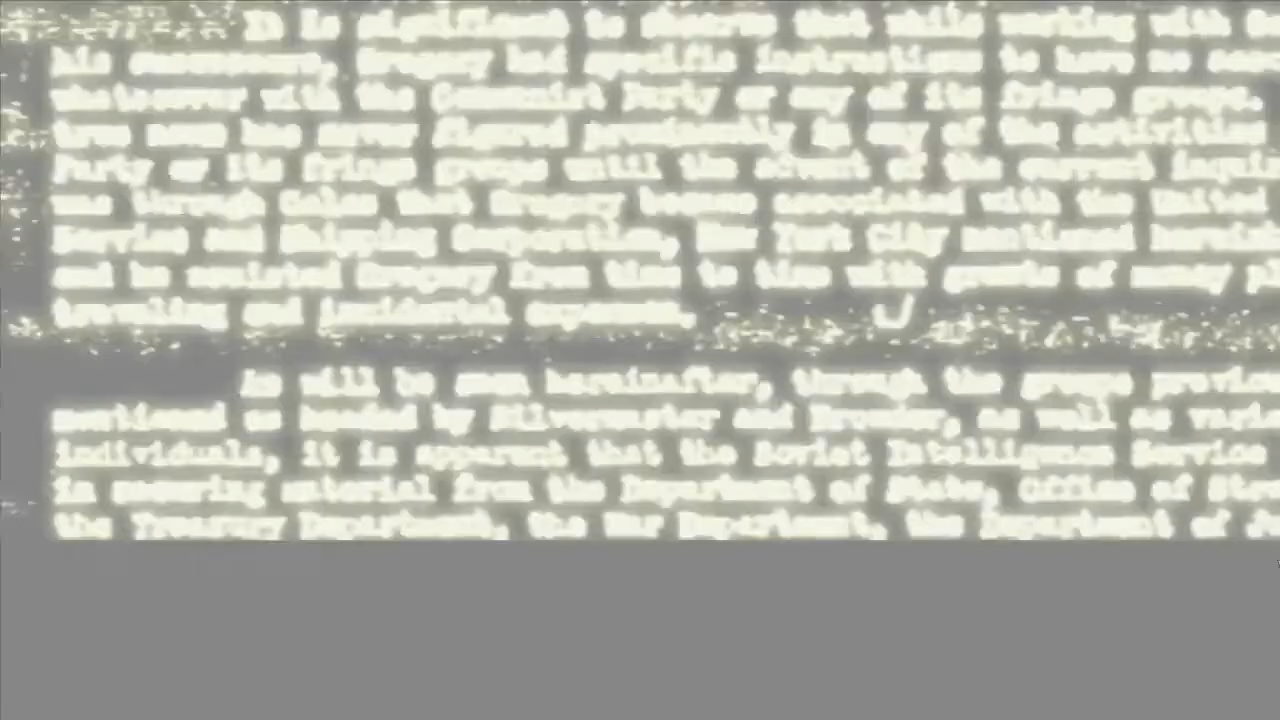 It is significant to observe that while working with
his , Gregory had specific instructions to have no
whatsoever with the Communist Party or any of its fringe groups.
name has never figured prominently in any of the activities
Party or its fringe groups until the advent of the current
was through Golos that Gregory became associated with the United
Service and Shipping Corporation, New York City mentioned
and he assisted Gregory from time to time with grants of money
travelling and incidental expenses.
As will be seen hereinafter, through the groups
mentioned as headed by Silvermaster and , as well as
individuals, it is apparent that the Soviet Intelligence Service
in securing material from the Department of State, Office of
the Treasury Department, the War Department, the Department of